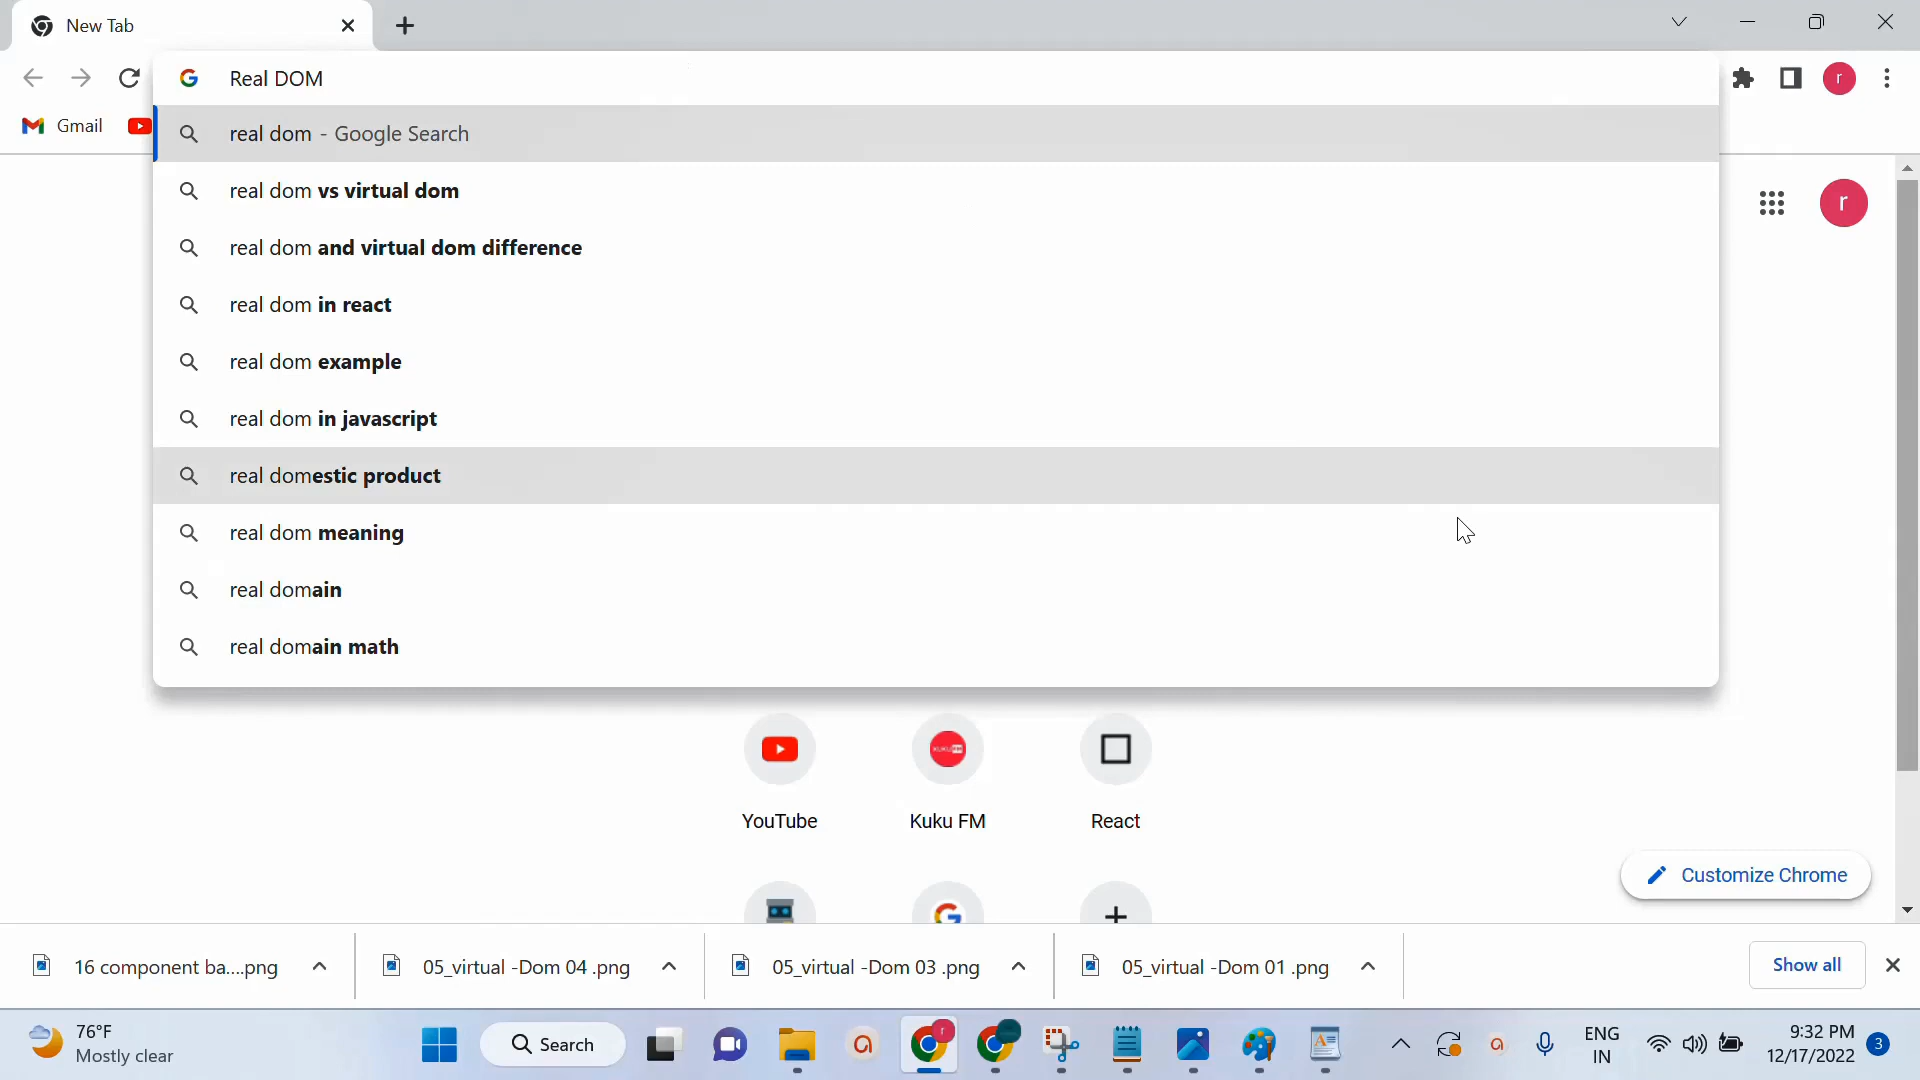 New Tab
Real DOM
Gmail
real dom - Google Search
real dom vs virtual dom
real dom and virtual dom difference
real dom in react
real dom example
real dom in javascript
real domestic product
real dom meaning
real domain
real domain math
r
r
YouTube
Kuku FM
React
Customize Chrome
16 component ba....png
05_virtual -Dom 04 .png
05_virtual -Dom 03 .png
05_virtual -Dom 01 .png
Show all
76°F
Mostly clear
Search
ENG
IN
9:32 PM
12/17/2022
3